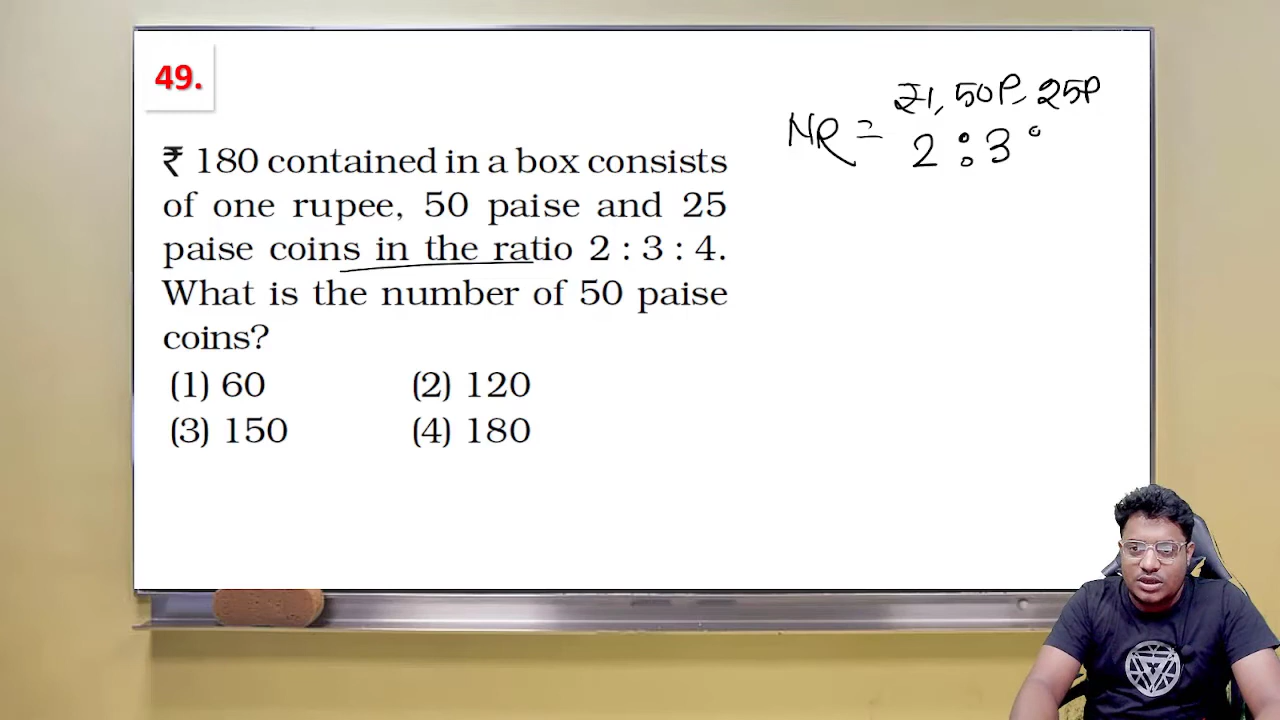 49.
₹1, 50P, 25P
NR = 2 : 3 :
₹ 180 contained in a box consists
of one rupee, 50 paise and 25
paise coins in the ratio 2 : 3 : 4.
What is the number of 50 paise
coins?
(1) 60 (2) 120
(3) 150 (4) 180